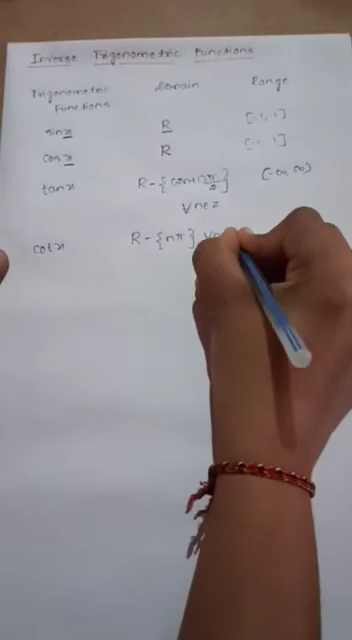 Inverse Trigonometric Functions
Trigonometric Functions Domain Range
sinx R [-1, 1]
cosx R [-1, 1]
tanx R-{(2n+1)π/2} (-∞, ∞)
∀n∈Z
cotx R-{nπ}